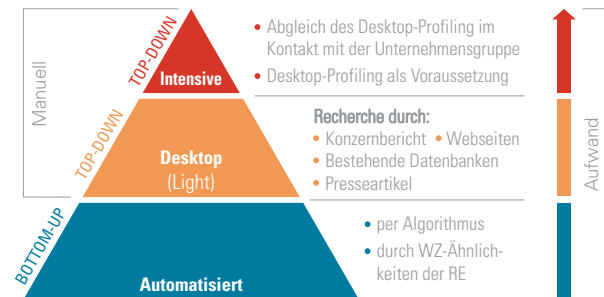 Manuell
TOP-DOWN
Intensive
• Abgleich des Desktop-Profiling im
Kontakt mit der Unternehmensgruppe
• Desktop-Profiling als Voraussetzung
TOP-DOWN
Desktop
(Light)
Recherche durch:
• Konzernbericht • Webseiten
• Bestehende Datenbanken
• Presseartikel
BOTTOM-UP
Automatisiert
• per Algorithmus
• durch WZ-Ähnlich-
keiten der RE
Aufwand